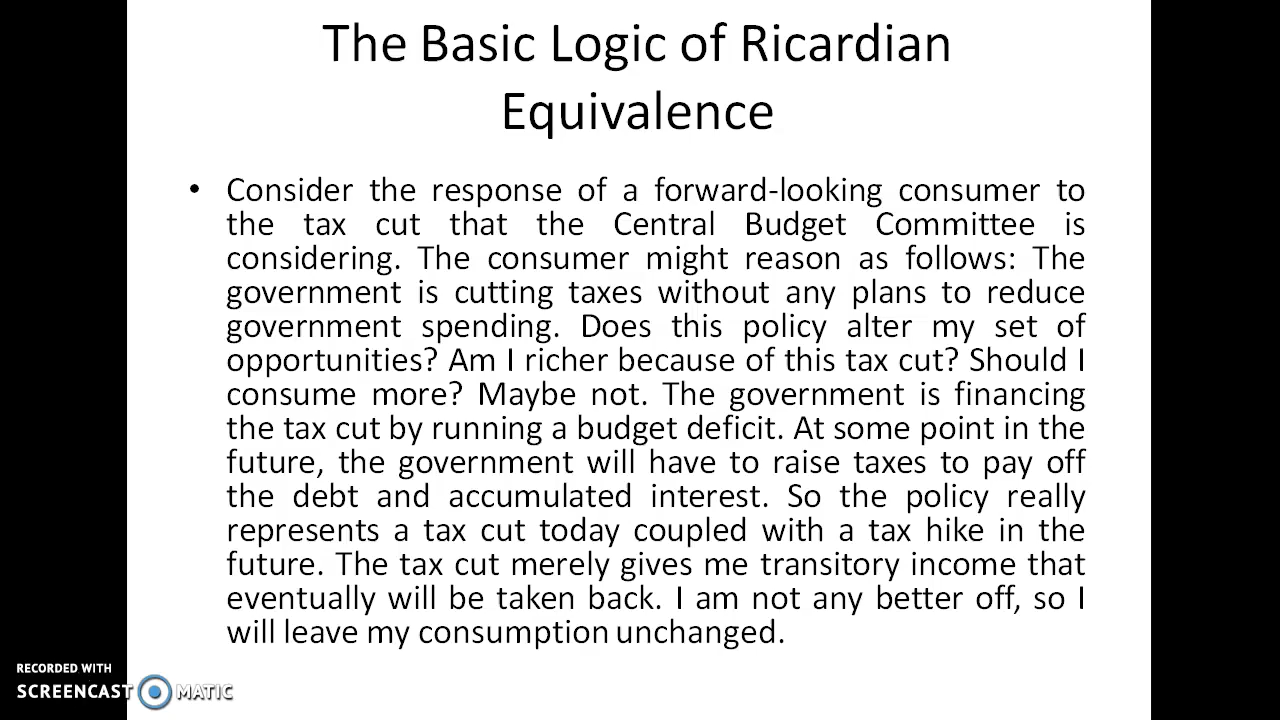 The Basic Logic of Ricardian
Equivalence
• Consider the response of a forward-looking consumer to
the tax cut that the Central Budget Committee is
considering. The consumer might reason as follows: The
government is cutting taxes without any plans to reduce
government spending. Does this policy alter my set of
opportunities? Am I richer because of this tax cut? Should I
consume more? Maybe not. The government is financing
the tax cut by running a budget deficit. At some point in the
future, the government will have to raise taxes to pay off
the debt and accumulated interest. So the policy really
represents a tax cut today coupled with a tax hike in the
future. The tax cut merely gives me transitory income that
eventually will be taken back. I am not any better off, so I
will leave my consumption unchanged.
RECORDED WITH
SCREENCAST MATIC